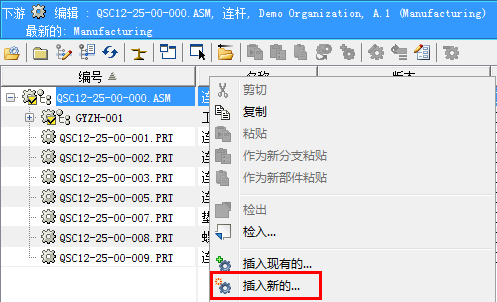 下游 编辑 : QSC12-25-00-000.ASM, 连杆, Demo Organization, A.1 (Manufacturing)
最新的: Manufacturing
编号 名称 版本
QSC12-25-00-000.ASM
GYZH-001
QSC12-25-00-001.PRT
QSC12-25-00-002.PRT
QSC12-25-00-003.PRT
QSC12-25-00-005.PRT
QSC12-25-00-007.PRT
QSC12-25-00-008.PRT
QSC12-25-00-009.PRT
剪切
复制
粘贴
作为新分支粘贴
作为新部件粘贴
检出
检入...
插入现有的...
插入新的...